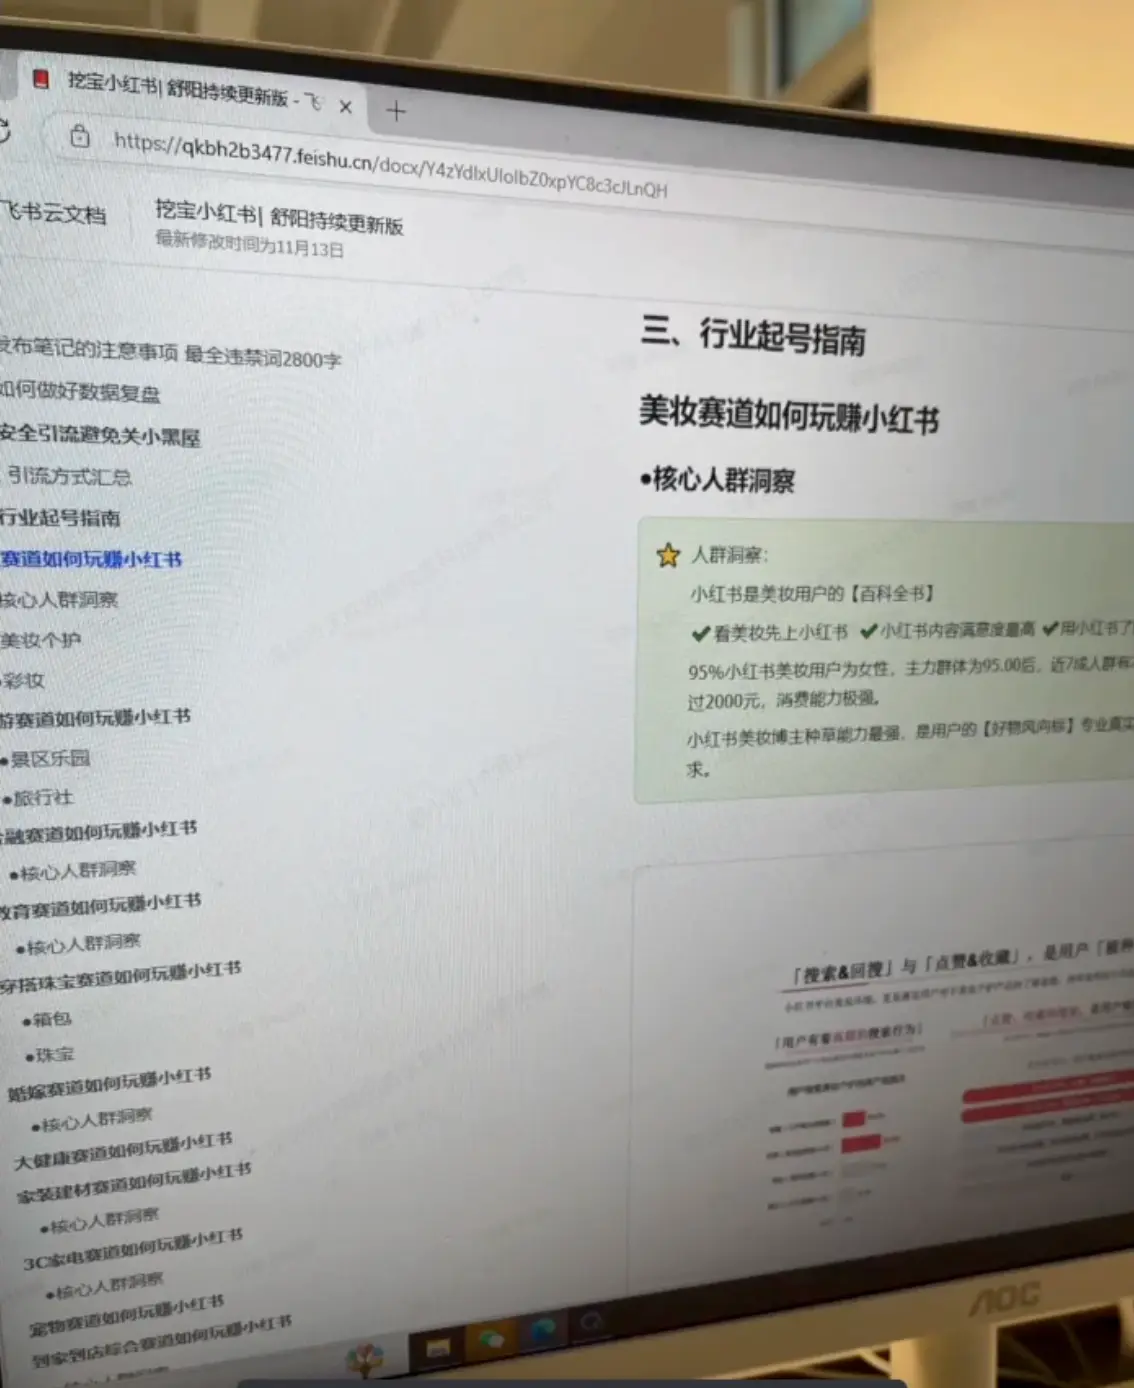 挖宝小红书| 舒阳持续更新版 - 飞
https://qkbh2b3477.feishu.cn/docx/Y4zYdlxUloIbZ0xpYC8c3cJLnQH
飞书云文档
挖宝小红书| 舒阳持续更新版
最新修改时间为11月13日
发布笔记的注意事项 最全违禁词2800字
如何做好数据复盘
安全引流避免关小黑屋
引流方式汇总
行业起号指南
赛道如何玩赚小红书
核心人群洞察
美妆个护
彩妆
游赛道如何玩赚小红书
•景区乐园
•旅行社
融赛道如何玩赚小红书
•核心人群洞察
教育赛道如何玩赚小红书
•核心人群洞察
穿搭珠宝赛道如何玩赚小红书
•箱包
•珠宝
婚嫁赛道如何玩赚小红书
•核心人群洞察
大健康赛道如何玩赚小红书
家装建材赛道如何玩赚小红书
•核心人群洞察
3C家电赛道如何玩赚小红书
•核心人群洞察
宠物赛道如何玩赚小红书
到家到店综合赛道如何玩赚小红书
三、行业起号指南
美妆赛道如何玩赚小红书
•核心人群洞察
人群洞察：
小红书是美妆用户的【百科全书】
✔看美妆先上小红书 ✔小红书内容满意度最高 ✔用小红书了
95%小红书美妆用户为女性，主力群体为95.00后，近7成人群有
过2000元，消费能力极强。
小红书美妆博主种草能力最强，是用户的【好物风向标】专业真实
求。
「搜索&回搜」与「点赞&收藏」，是用户「被种
「用户有着 搜索行为」
AOC